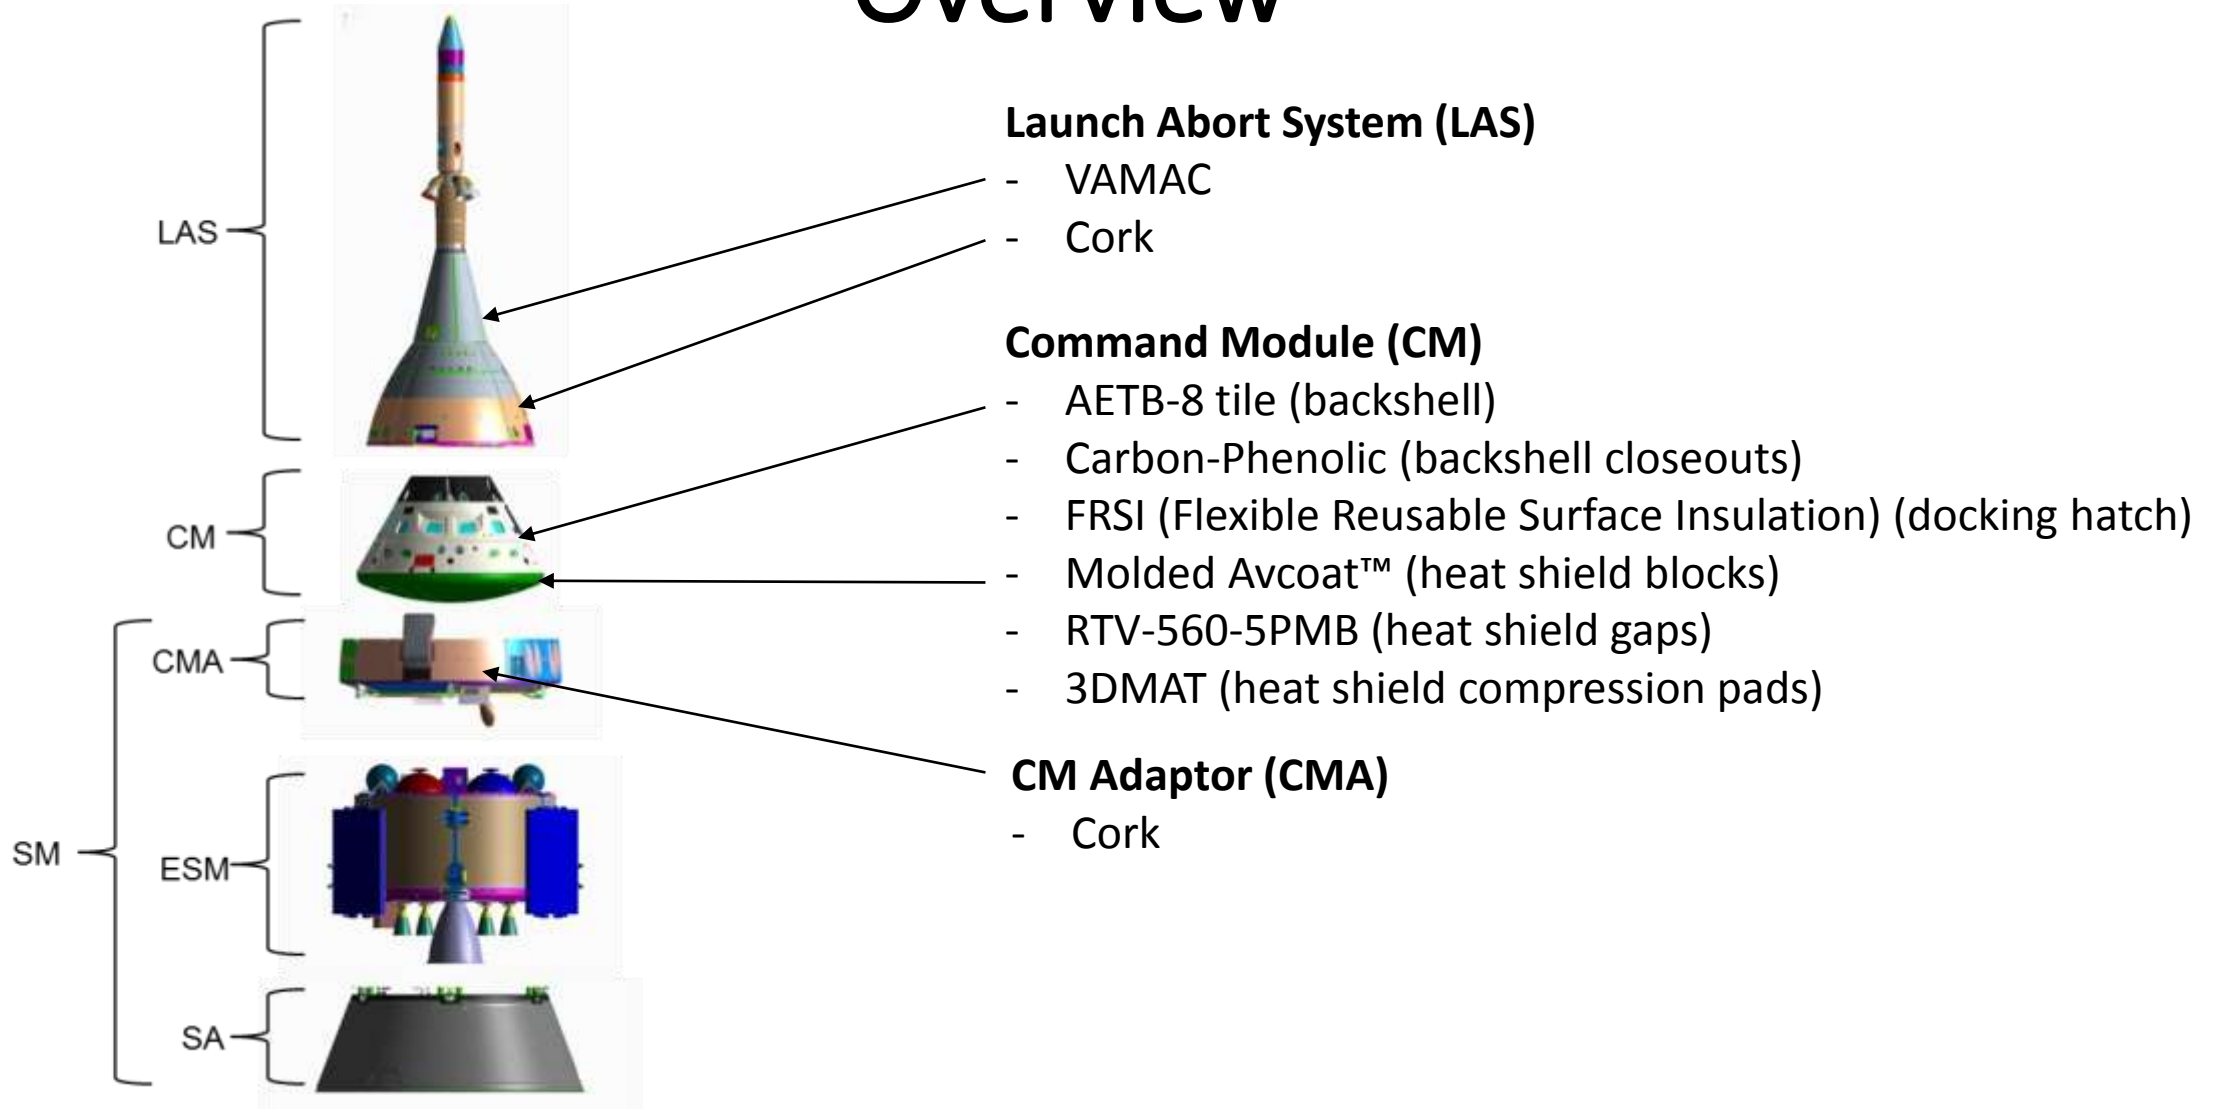 Overview
Launch Abort System (LAS)
- VAMAC
- Cork
Command Module (CM)
- AETB-8 tile (backshell)
- Carbon-Phenolic (backshell closeouts)
- FRSI (Flexible Reusable Surface Insulation) (docking hatch)
- Molded Avcoat™ (heat shield blocks)
- RTV-560-5PMB (heat shield gaps)
- 3DMAT (heat shield compression pads)
CM Adaptor (CMA)
- Cork
LAS
CM
CMA
SM
ESM
SA